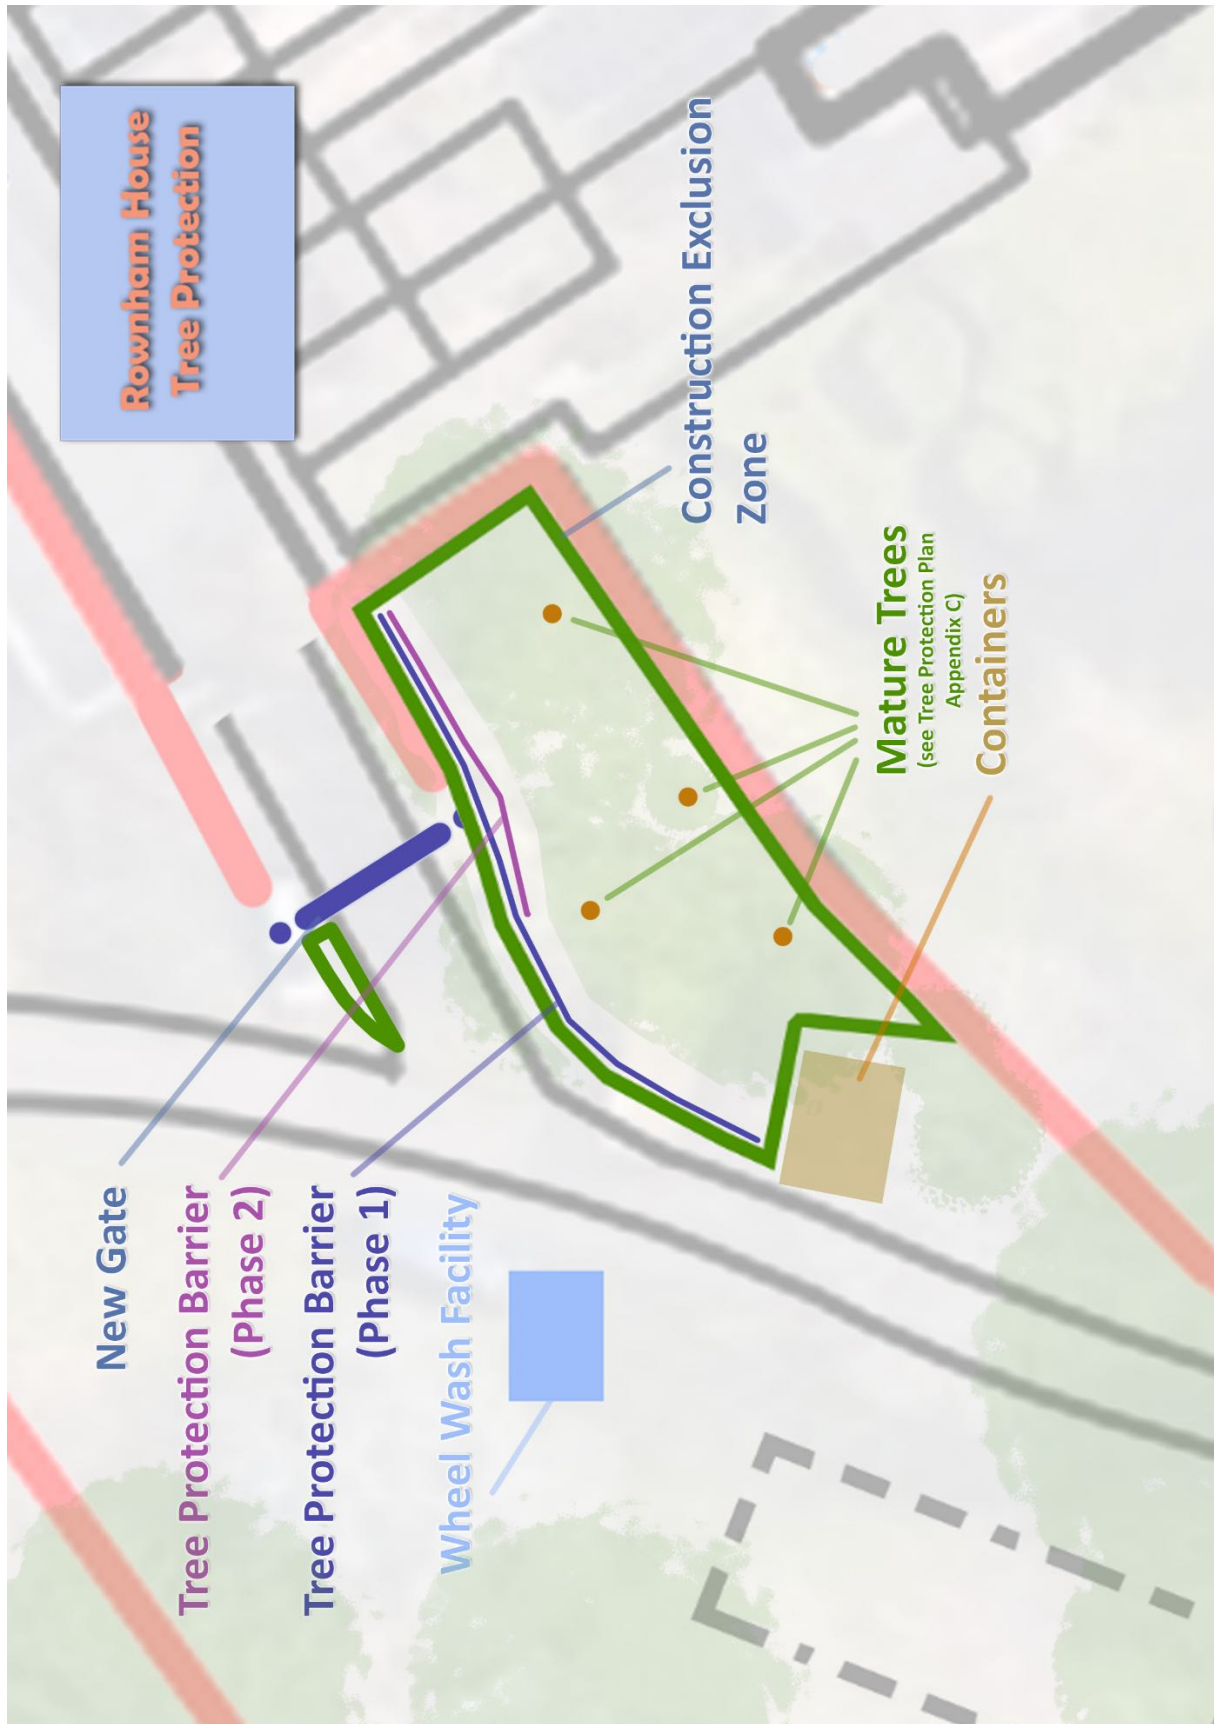 Rownham House
Tree Protection
New Gate
Tree Protection Barrier
(Phase 2)
Tree Protection Barrier
(Phase 1)
Wheel Wash Facility
Construction Exclusion
Zone
Mature Trees
(see Tree Protection Plan
Appendix C)
Containers